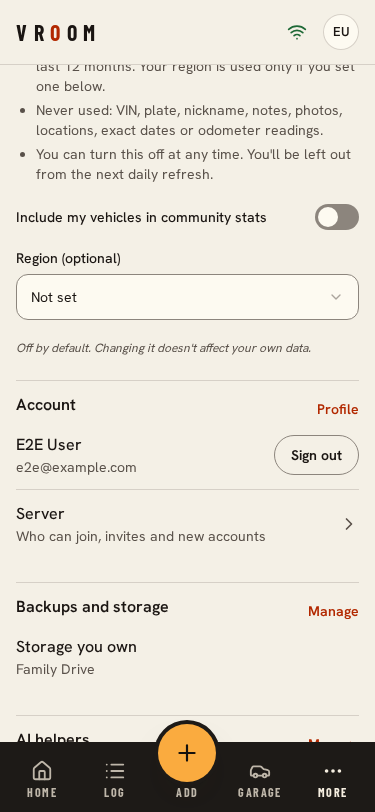 VROOM
EU
last 12 months. Your region is used only if you set
one below.
Never used: VIN, plate, nickname, notes, photos,
locations, exact dates or odometer readings.
You can turn this off at any time. You'll be left out
from the next daily refresh.
Include my vehicles in community stats
Region (optional)
Not set
Off by default. Changing it doesn't affect your own data.
Account
Profile
E2E User
e2e@example.com
Sign out
Server
Who can join, invites and new accounts
Backups and storage
Manage
Storage you own
Family Drive
AI helpers
HOME
LOG
ADD
GARAGE
MORE